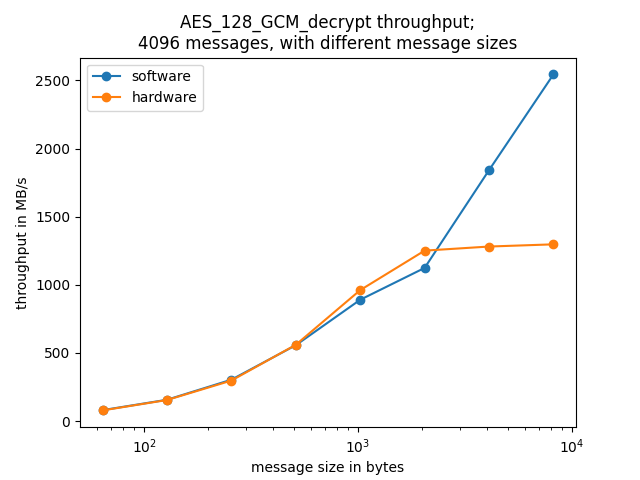 AES_128_GCM_decrypt throughput;
4096 messages, with different message sizes
software
hardware
throughput in MB/s
2500
2000
1500
1000
500
0
10²
10³
10⁴
message size in bytes